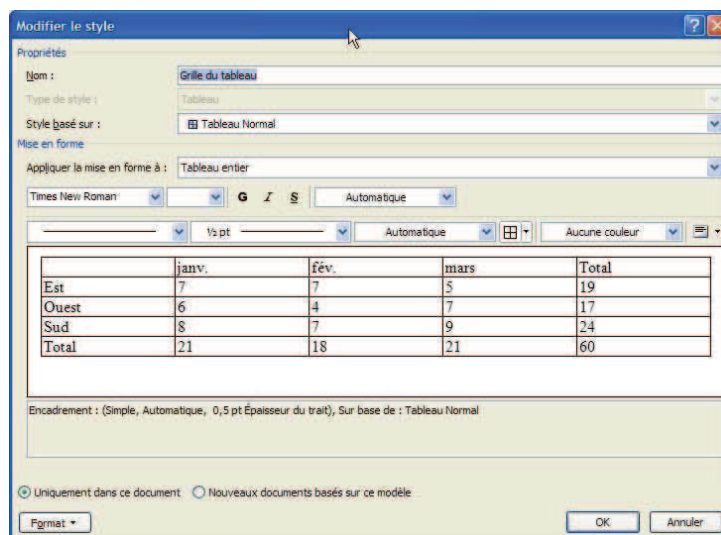 Modifier le style
Propriétés
Nom : Grille du tableau
Type de style : Tableau
Style basé sur : Tableau Normal
Mise en forme
Appliquer la mise en forme à : Tableau entier
Times New Roman G I S Automatique
½ pt Automatique Aucune couleur
janv. fév. mars Total
Est 7 7 5 19
Ouest 6 4 7 17
Sud 8 7 9 24
Total 21 18 21 60
Encadrement : (Simple, Automatique, 0,5 pt Épaisseur du trait), Sur base de : Tableau Normal
Uniquement dans ce document Nouveaux documents basés sur ce modèle
Format OK Annuler